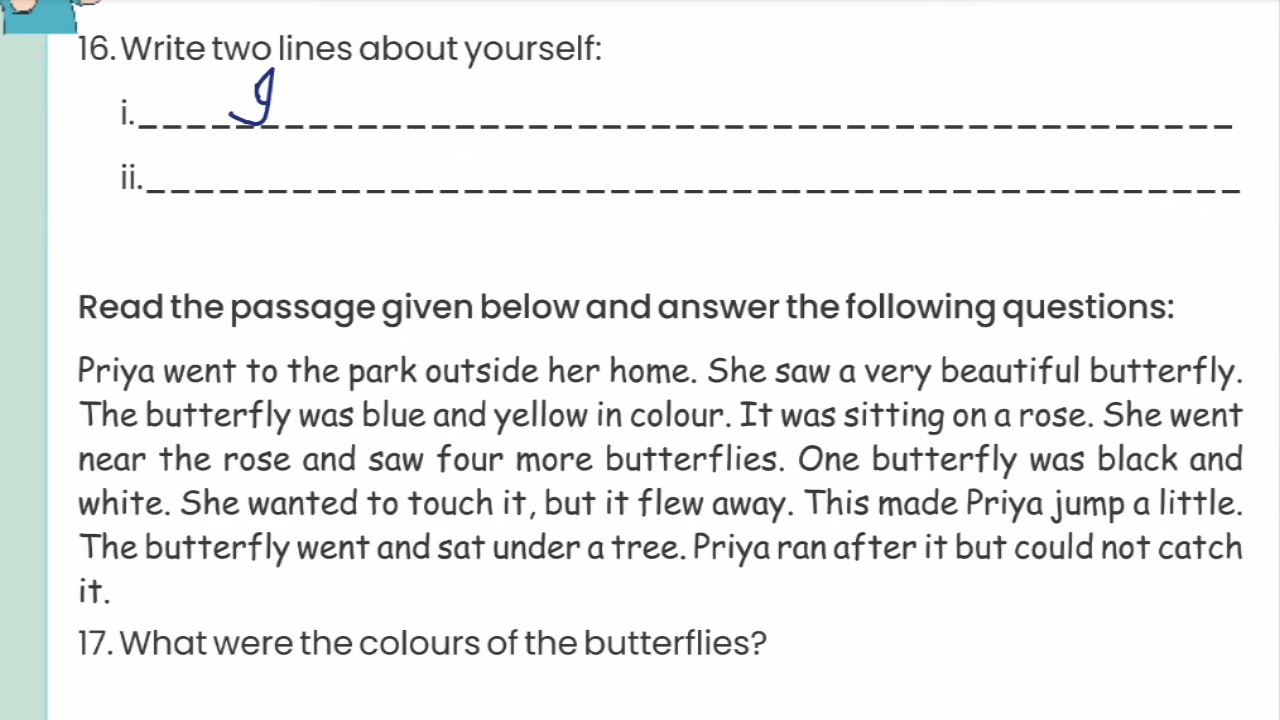 16. Write two lines about yourself:
i. I
ii.
Read the passage given below and answer the following questions:
Priya went to the park outside her home. She saw a very beautiful butterfly.
The butterfly was blue and yellow in colour. It was sitting on a rose. She went
near the rose and saw four more butterflies. One butterfly was black and
white. She wanted to touch it, but it flew away. This made Priya jump a little.
The butterfly went and sat under a tree. Priya ran after it but could not catch
it.
17. What were the colours of the butterflies?